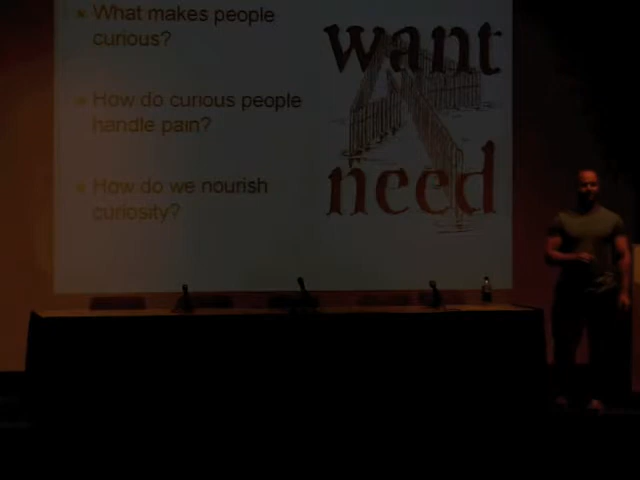 What makes people
curious?
How do curious people
handle pain?
How do we nourish
curiosity?
want
need